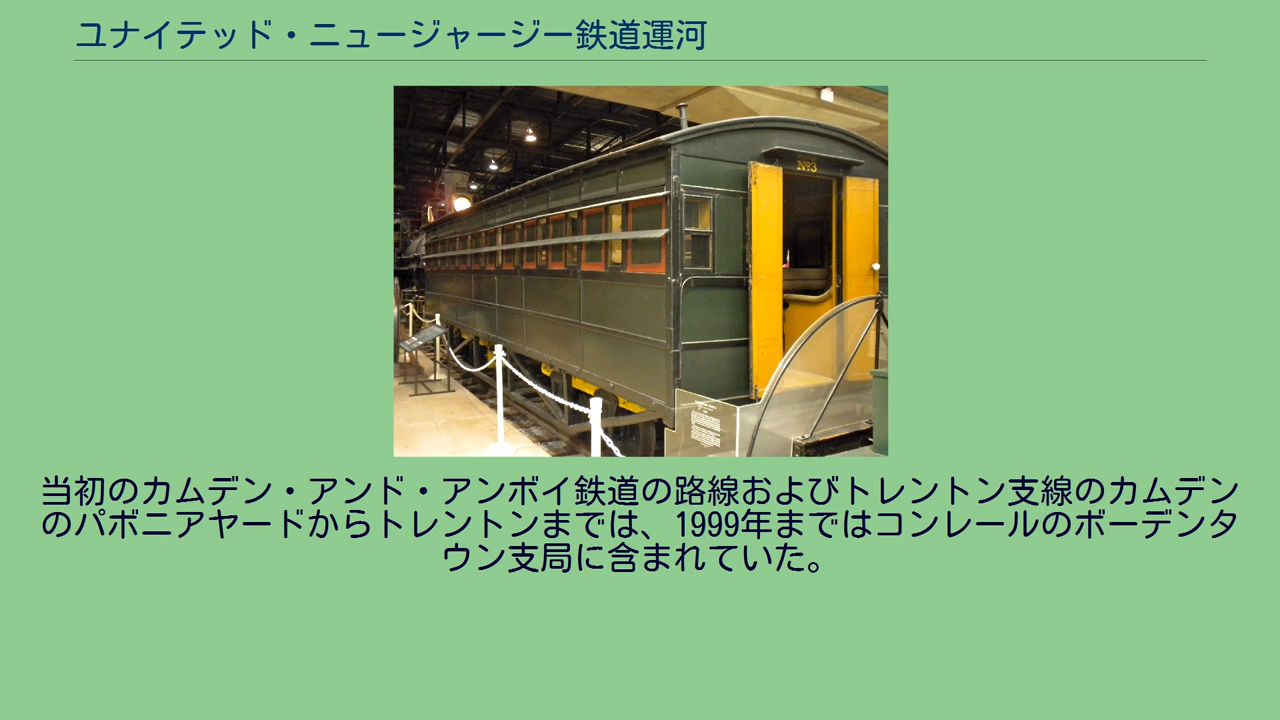 ユナイテッド・ニュージャージー鉄道運河
№3
当初のカムデン・アンド・アンボイ鉄道の路線およびトレントン支線のカムデン
のパボニアヤードからトレントンまでは、1999年まではコンレールのボーデンタ
ウン支局に含まれていた。